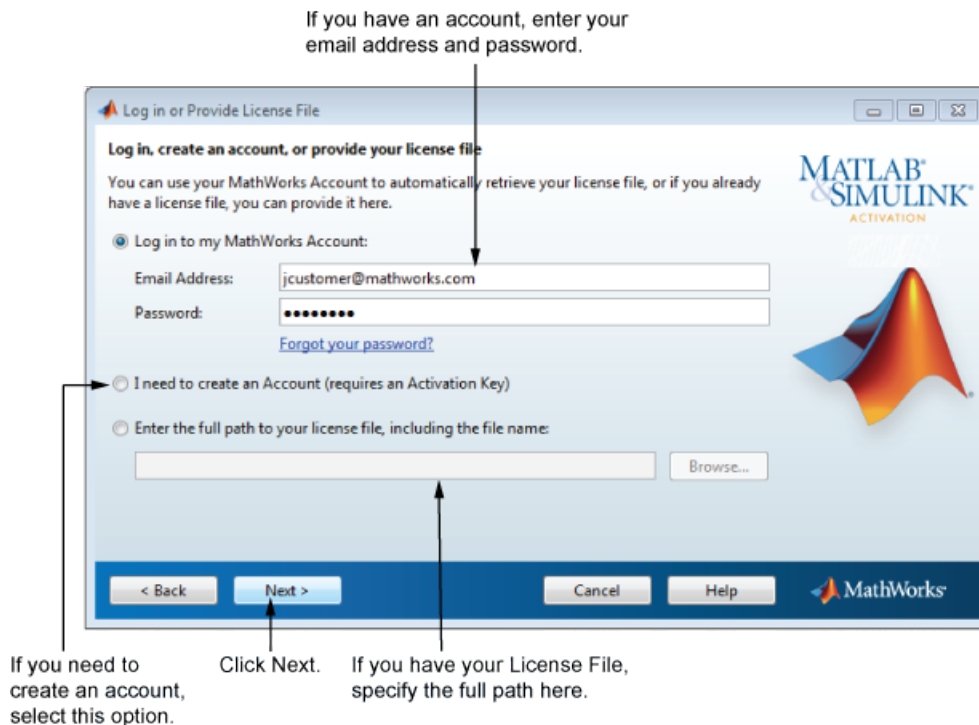 If you have an account, enter your
email address and password.
Log in or Provide License File
Log in, create an account, or provide your license file
You can use your MathWorks Account to automatically retrieve your license file, or if you already
have a license file, you can provide it here.
MATLAB®
&SIMULINK®
ACTIVATION
Log in to my MathWorks Account:
Email Address: jcustomer@mathworks.com
Password: ••••••••
Forgot your password?
I need to create an Account (requires an Activation Key)
Enter the full path to your license file, including the file name:
Browse...
< Back Next > Cancel Help MathWorks®
If you need to
create an account,
select this option.
Click Next.
If you have your License File,
specify the full path here.